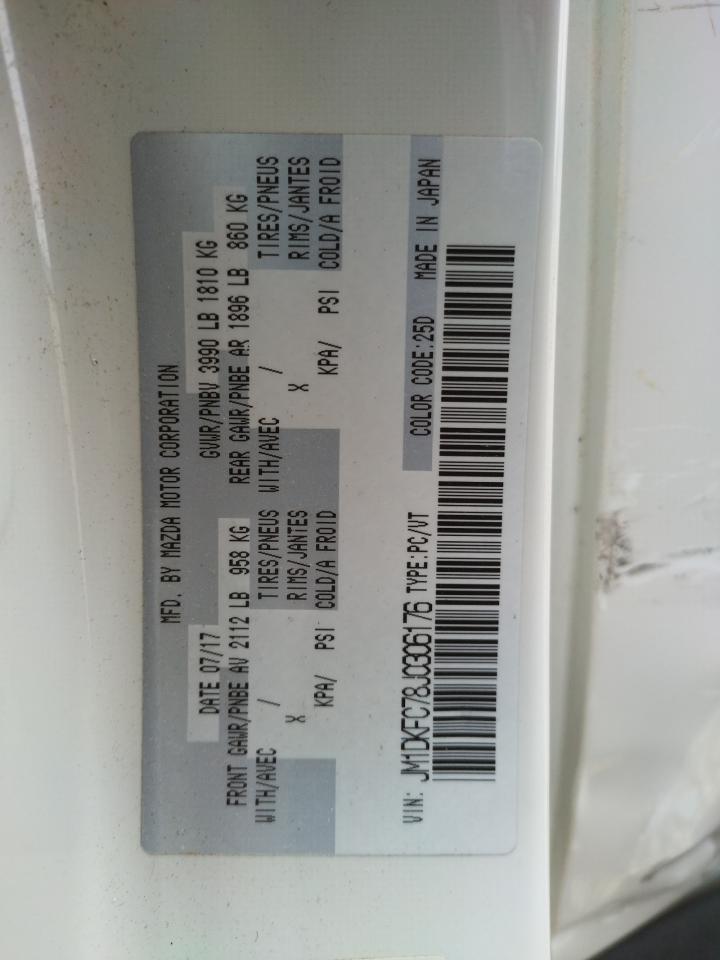 MFD. BY MAZDA MOTOR CORPORATION
DATE 07/17 GVWR/PNBV 3990 LB 1810 KG
FRONT GAWR/PNBE AV 2112 LB 958 KG REAR GAWR/PNBE AR 1896 LB 860 KG
WITH/AVEC / TIRES/PNEUS WITH/AVEC / TIRES/PNEUS
X RIMS/JANTES X RIMS/JANTES
KPA/ PSI COLD/A FROID KPA/ PSI COLD/A FROID
VIN: JM1DKFC78J0306176 TYPE:PC/VT COLOR CODE:25D MADE IN JAPAN